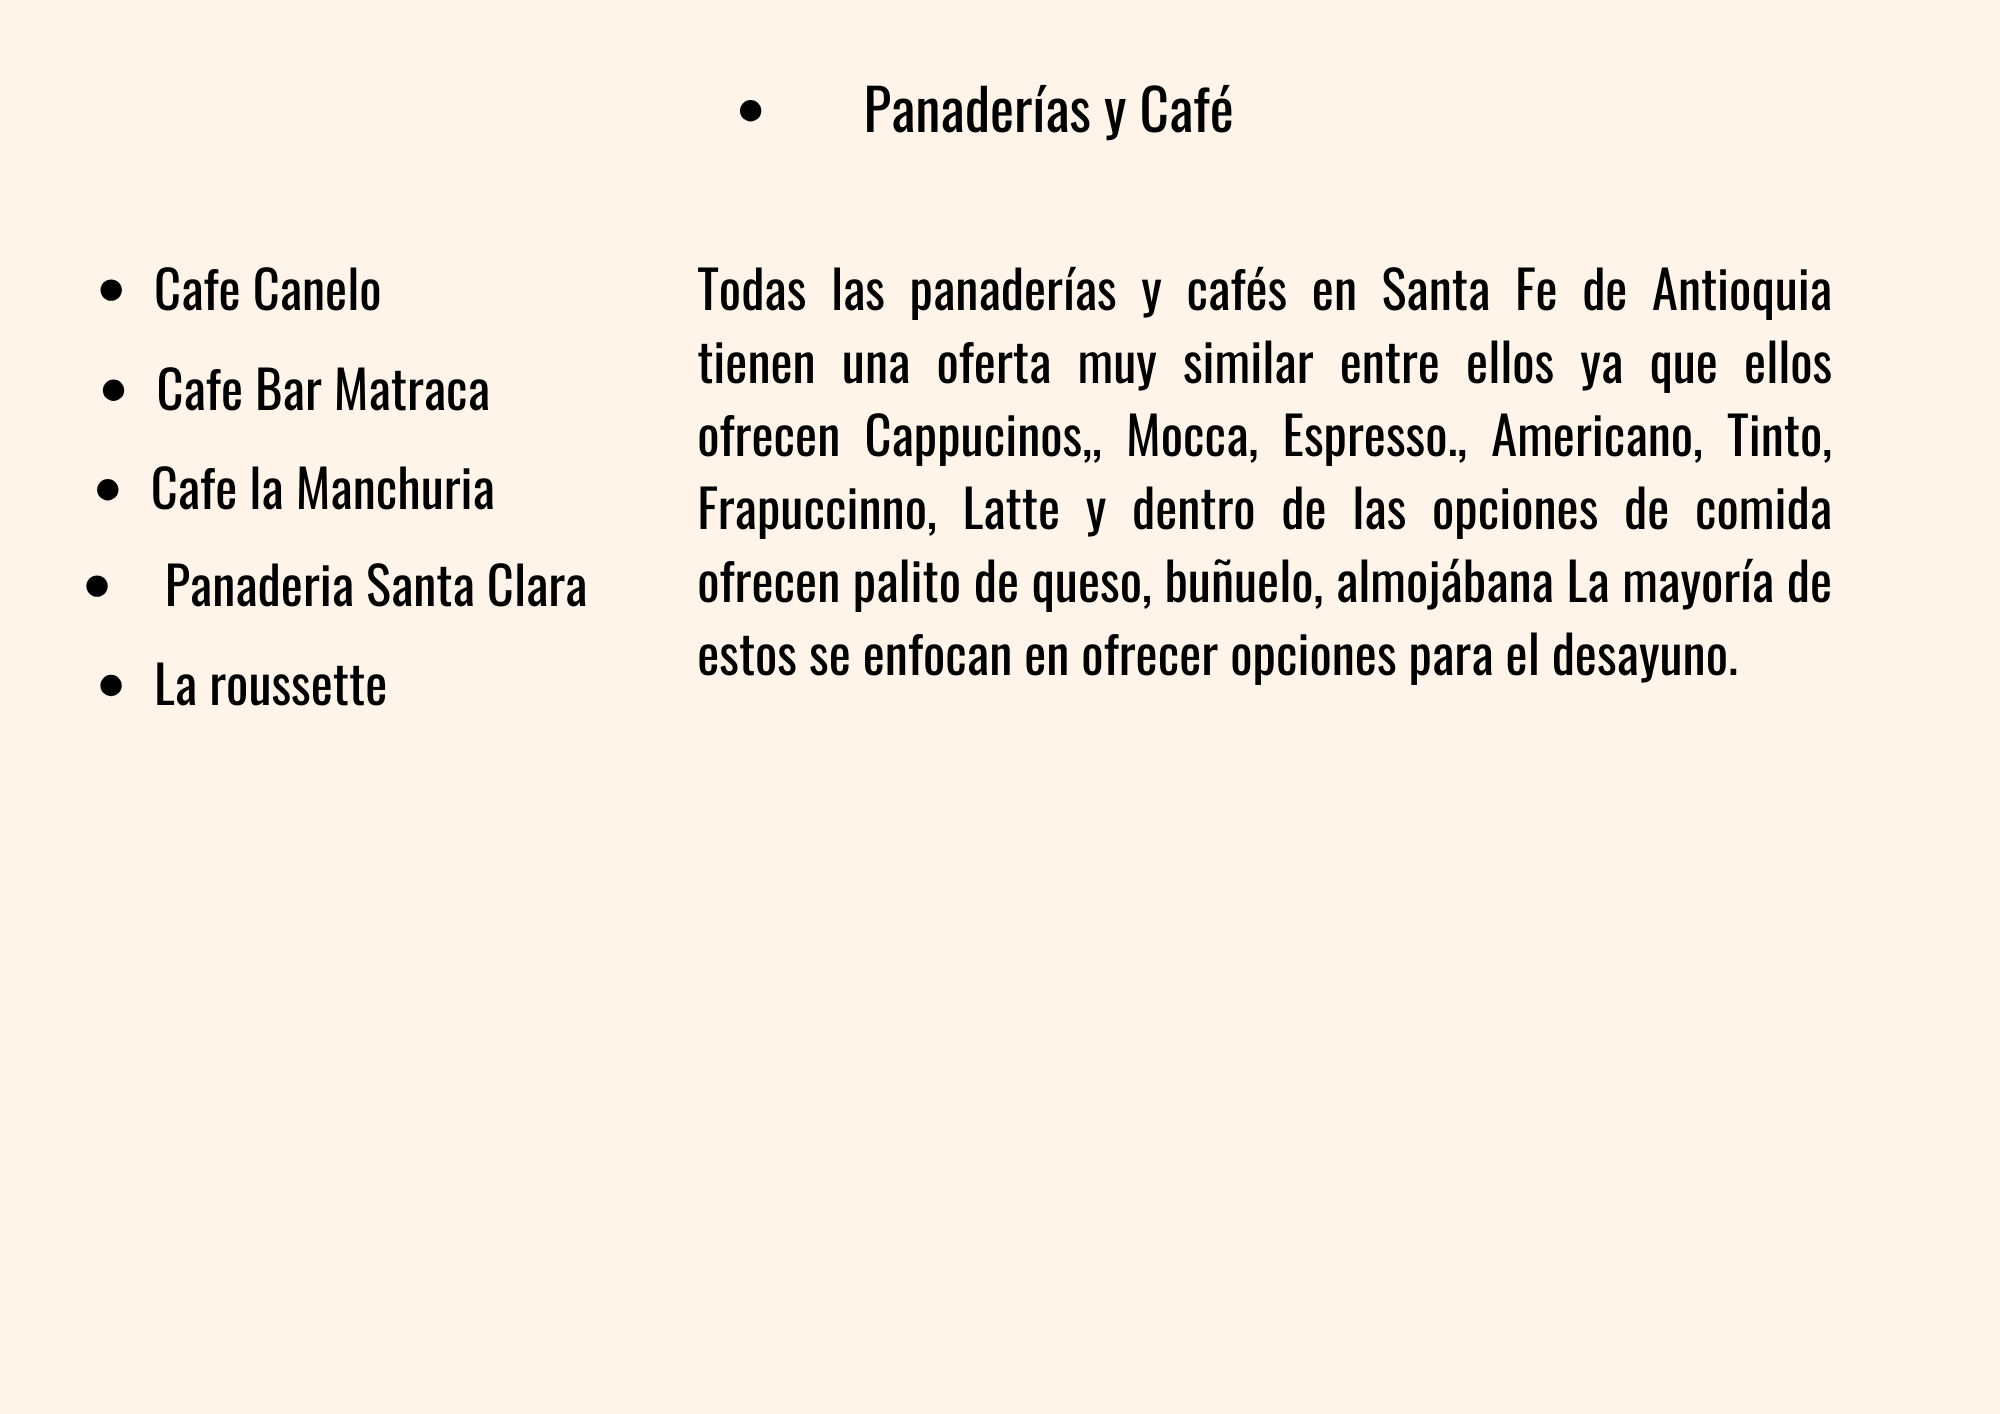 • Panaderías y Café
• Cafe Canelo
• Cafe Bar Matraca
• Cafe la Manchuria
• Panaderia Santa Clara
• La roussette
Todas las panaderías y cafés en Santa Fe de Antioquia
tienen una oferta muy similar entre ellos ya que ellos
ofrecen Cappucinos,, Mocca, Espresso., Americano, Tinto,
Frapuccinno, Latte y dentro de las opciones de comida
ofrecen palito de queso, buñuelo, almojábana La mayoría de
estos se enfocan en ofrecer opciones para el desayuno.